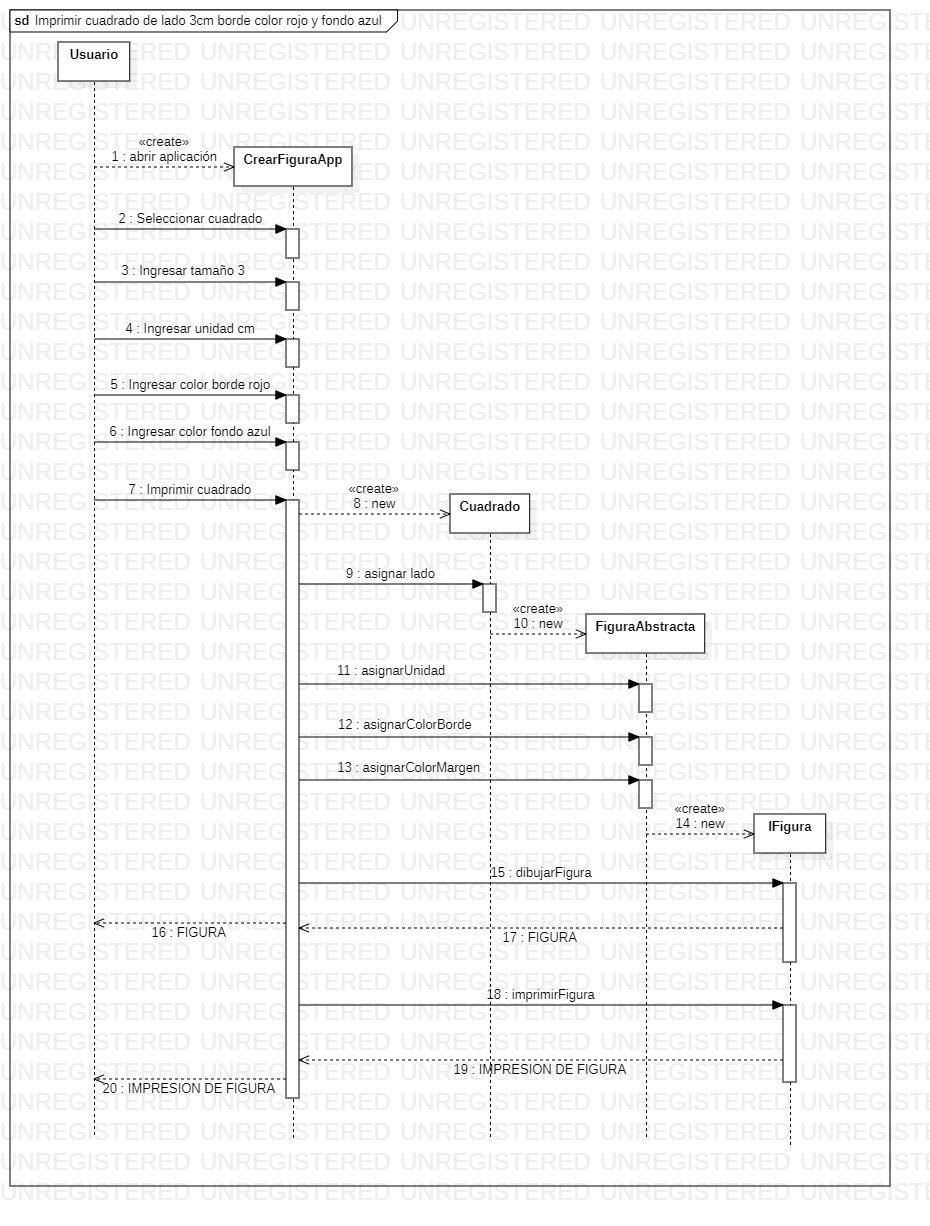 sd Imprimir cuadrado de lado 3cm borde color rojo y fondo azul
Usuario
«create»
1 : abrir aplicación
CrearFiguraApp
2 : Seleccionar cuadrado
3 : Ingresar tamaño 3
4 : Ingresar unidad cm
5 : Ingresar color borde rojo
6 : Ingresar color fondo azul
7 : Imprimir cuadrado
«create»
8 : new
Cuadrado
9 : asignar lado
«create»
10 : new
FiguraAbstracta
11 : asignarUnidad
12 : asignarColorBorde
13 : asignarColorMargen
«create»
14 : new
IFigura
15 : dibujarFigura
16 : FIGURA
17 : FIGURA
18 : imprimirFigura
19 : IMPRESION DE FIGURA
20 : IMPRESION DE FIGURA
UNREGISTERED